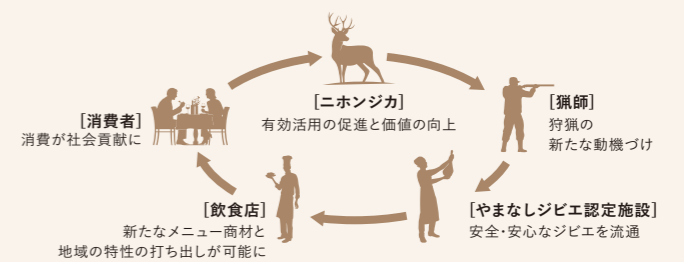 [ニホンジカ]
有効活用の促進と価値の向上
[猟師]
狩猟の
新たな動機づけ
[やまなしジビエ認定施設]
安全・安心なジビエを流通
[飲食店]
新たなメニュー商材と
地域の特性の打ち出しが可能に
[消費者]
消費が社会貢献に